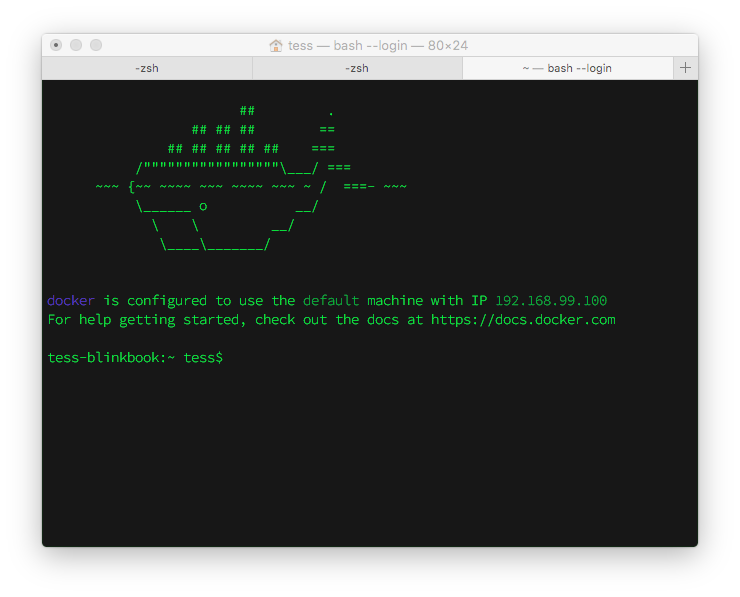 tess — bash --login — 80×24
-zsh
-zsh
~ — bash --login
                        ##         .
                  ## ## ##        ==
               ## ## ## ## ##    ===
           /"""""""""""""""""\___/ ===
      ~~~ {~~ ~~~~ ~~~ ~~~~ ~~~ ~ /  ===- ~~~
           \______ o           __/
             \    \         __/
              \____\_______/
docker is configured to use the default machine with IP 192.168.99.100
For help getting started, check out the docs at https://docs.docker.com
tess-blinkbook:~ tess$